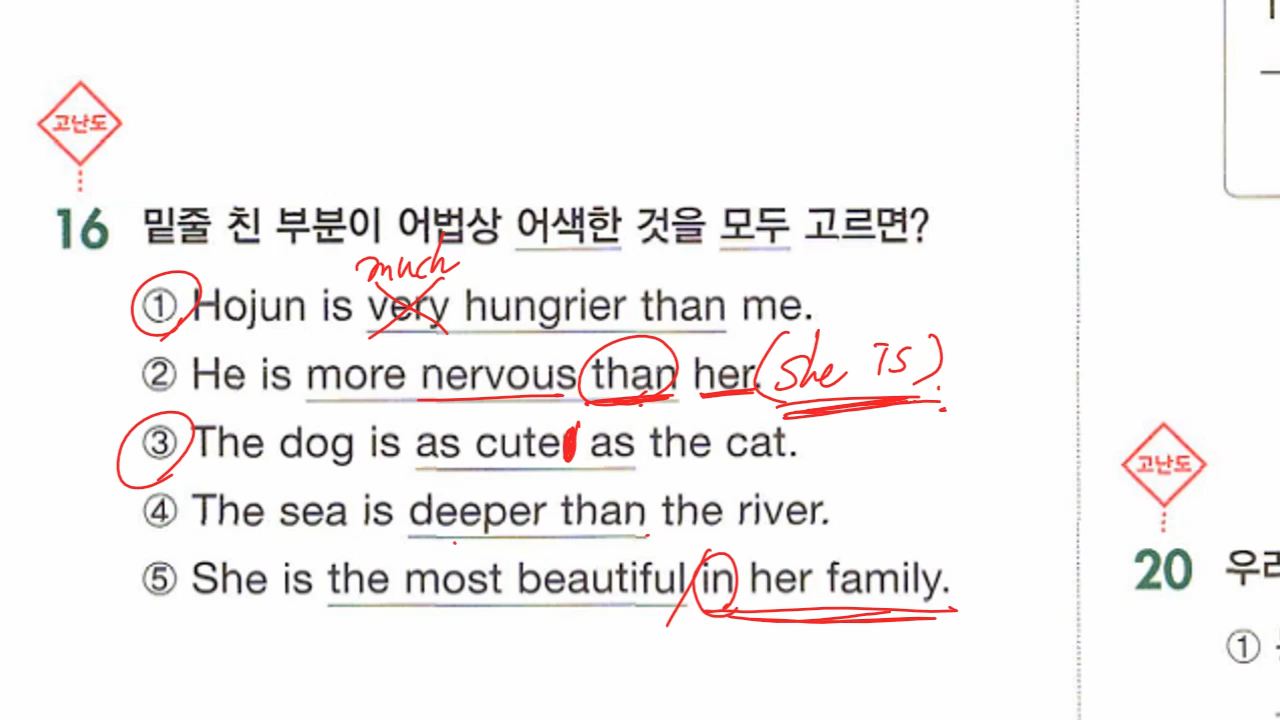 고난도
16 밑줄 친 부분이 어법상 어색한 것을 모두 고르면?
much
① Hojun is very hungrier than me.
② He is more nervous than her. (she is)
③ The dog is as cute as the cat.
④ The sea is deeper than the river.
⑤ She is the most beautiful in her family.
고난도
20 우리
①